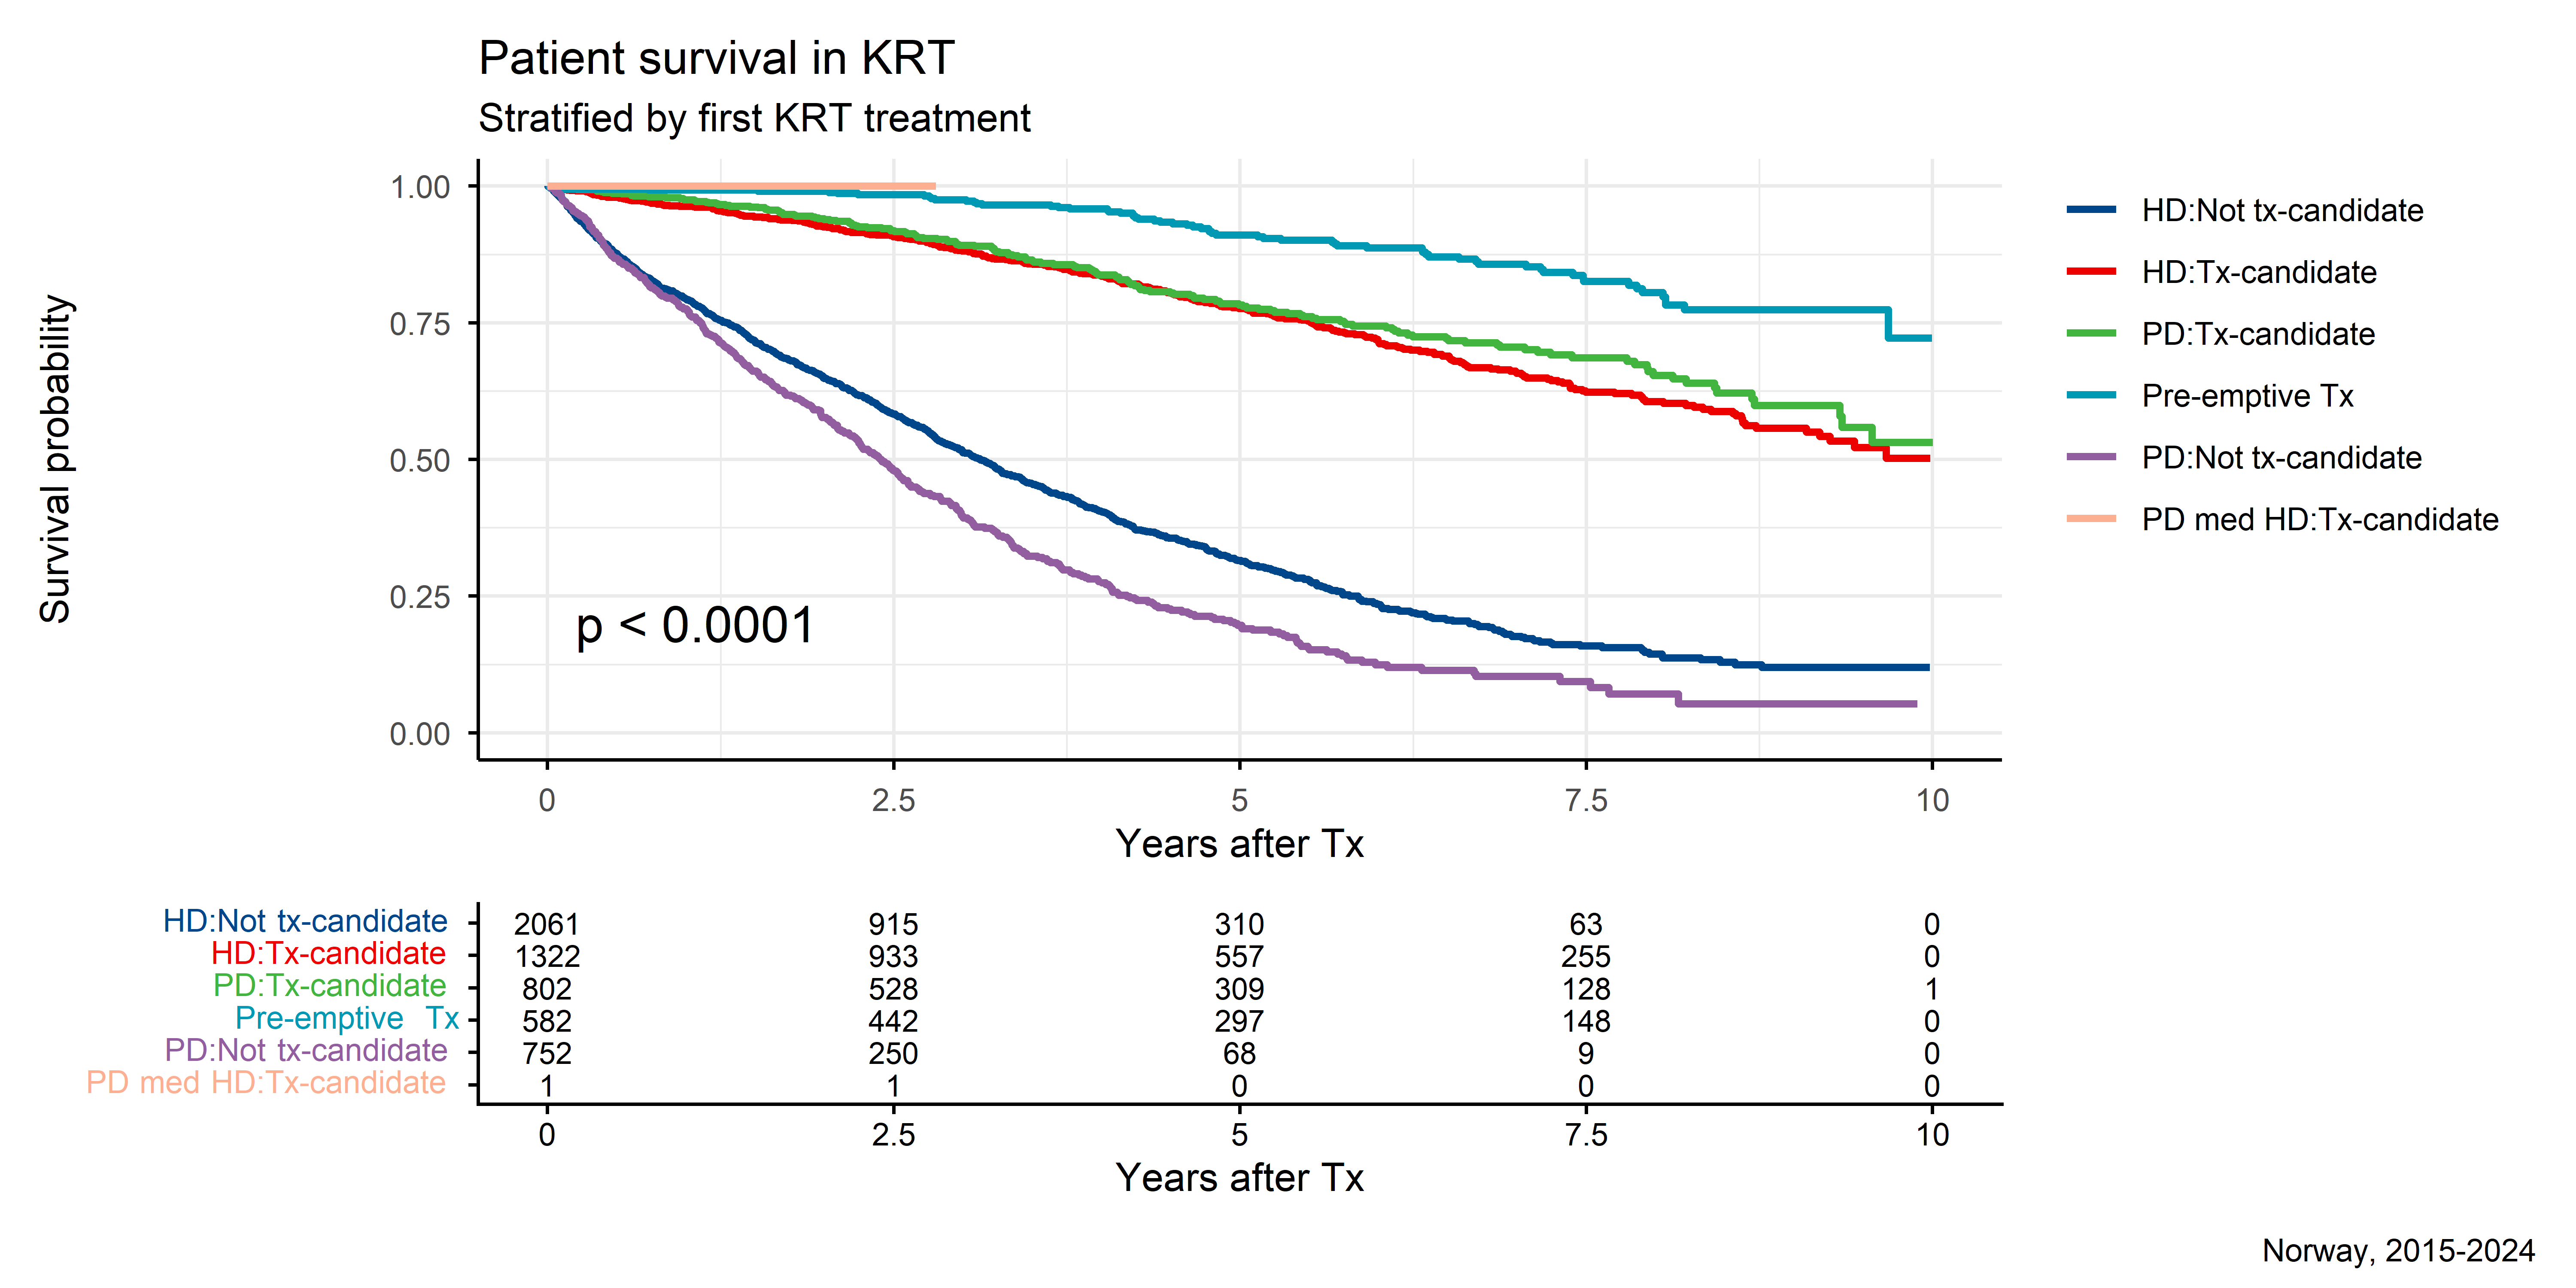 Patient survival in KRT
Stratified by first KRT treatment
Survival probability
1.00
0.75
0.50
0.25
0.00
p < 0.0001
0 2.5 5 7.5 10
Years after Tx
HD:Not tx-candidate
HD:Tx-candidate
PD:Tx-candidate
Pre-emptive Tx
PD:Not tx-candidate
PD med HD:Tx-candidate
HD:Not tx-candidate 2061 915 310 63 0
HD:Tx-candidate 1322 933 557 255 0
PD:Tx-candidate 802 528 309 128 1
Pre-emptive Tx 582 442 297 148 0
PD:Not tx-candidate 752 250 68 9 0
PD med HD:Tx-candidate 1 1 0 0 0
0 2.5 5 7.5 10
Years after Tx
Norway, 2015-2024